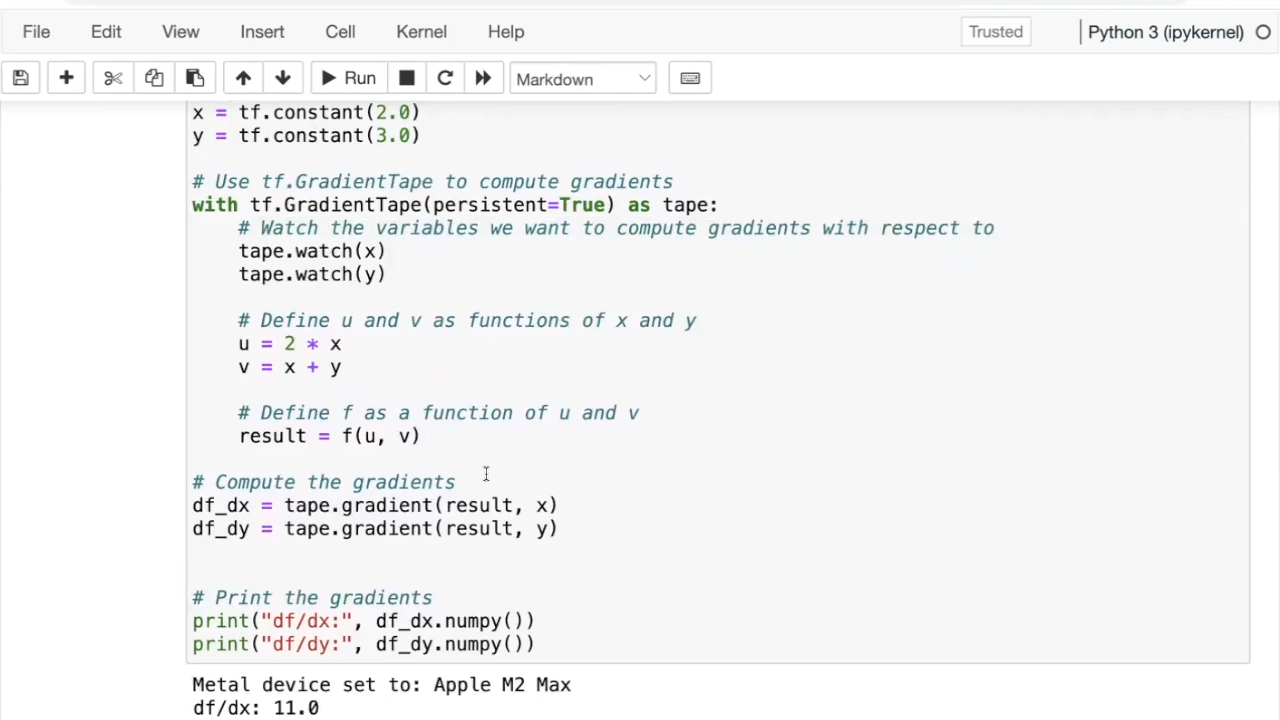 File Edit View Insert Cell Kernel Help Trusted Python 3 (ipykernel)
Run Markdown
x = tf.constant(2.0)
y = tf.constant(3.0)
# Use tf.GradientTape to compute gradients
with tf.GradientTape(persistent=True) as tape:
# Watch the variables we want to compute gradients with respect to
tape.watch(x)
tape.watch(y)
# Define u and v as functions of x and y
u = 2 * x
v = x + y
# Define f as a function of u and v
result = f(u, v)
# Compute the gradients
df_dx = tape.gradient(result, x)
df_dy = tape.gradient(result, y)
# Print the gradients
print("df/dx:", df_dx.numpy())
print("df/dy:", df_dy.numpy())
Metal device set to: Apple M2 Max
df/dx: 11.0